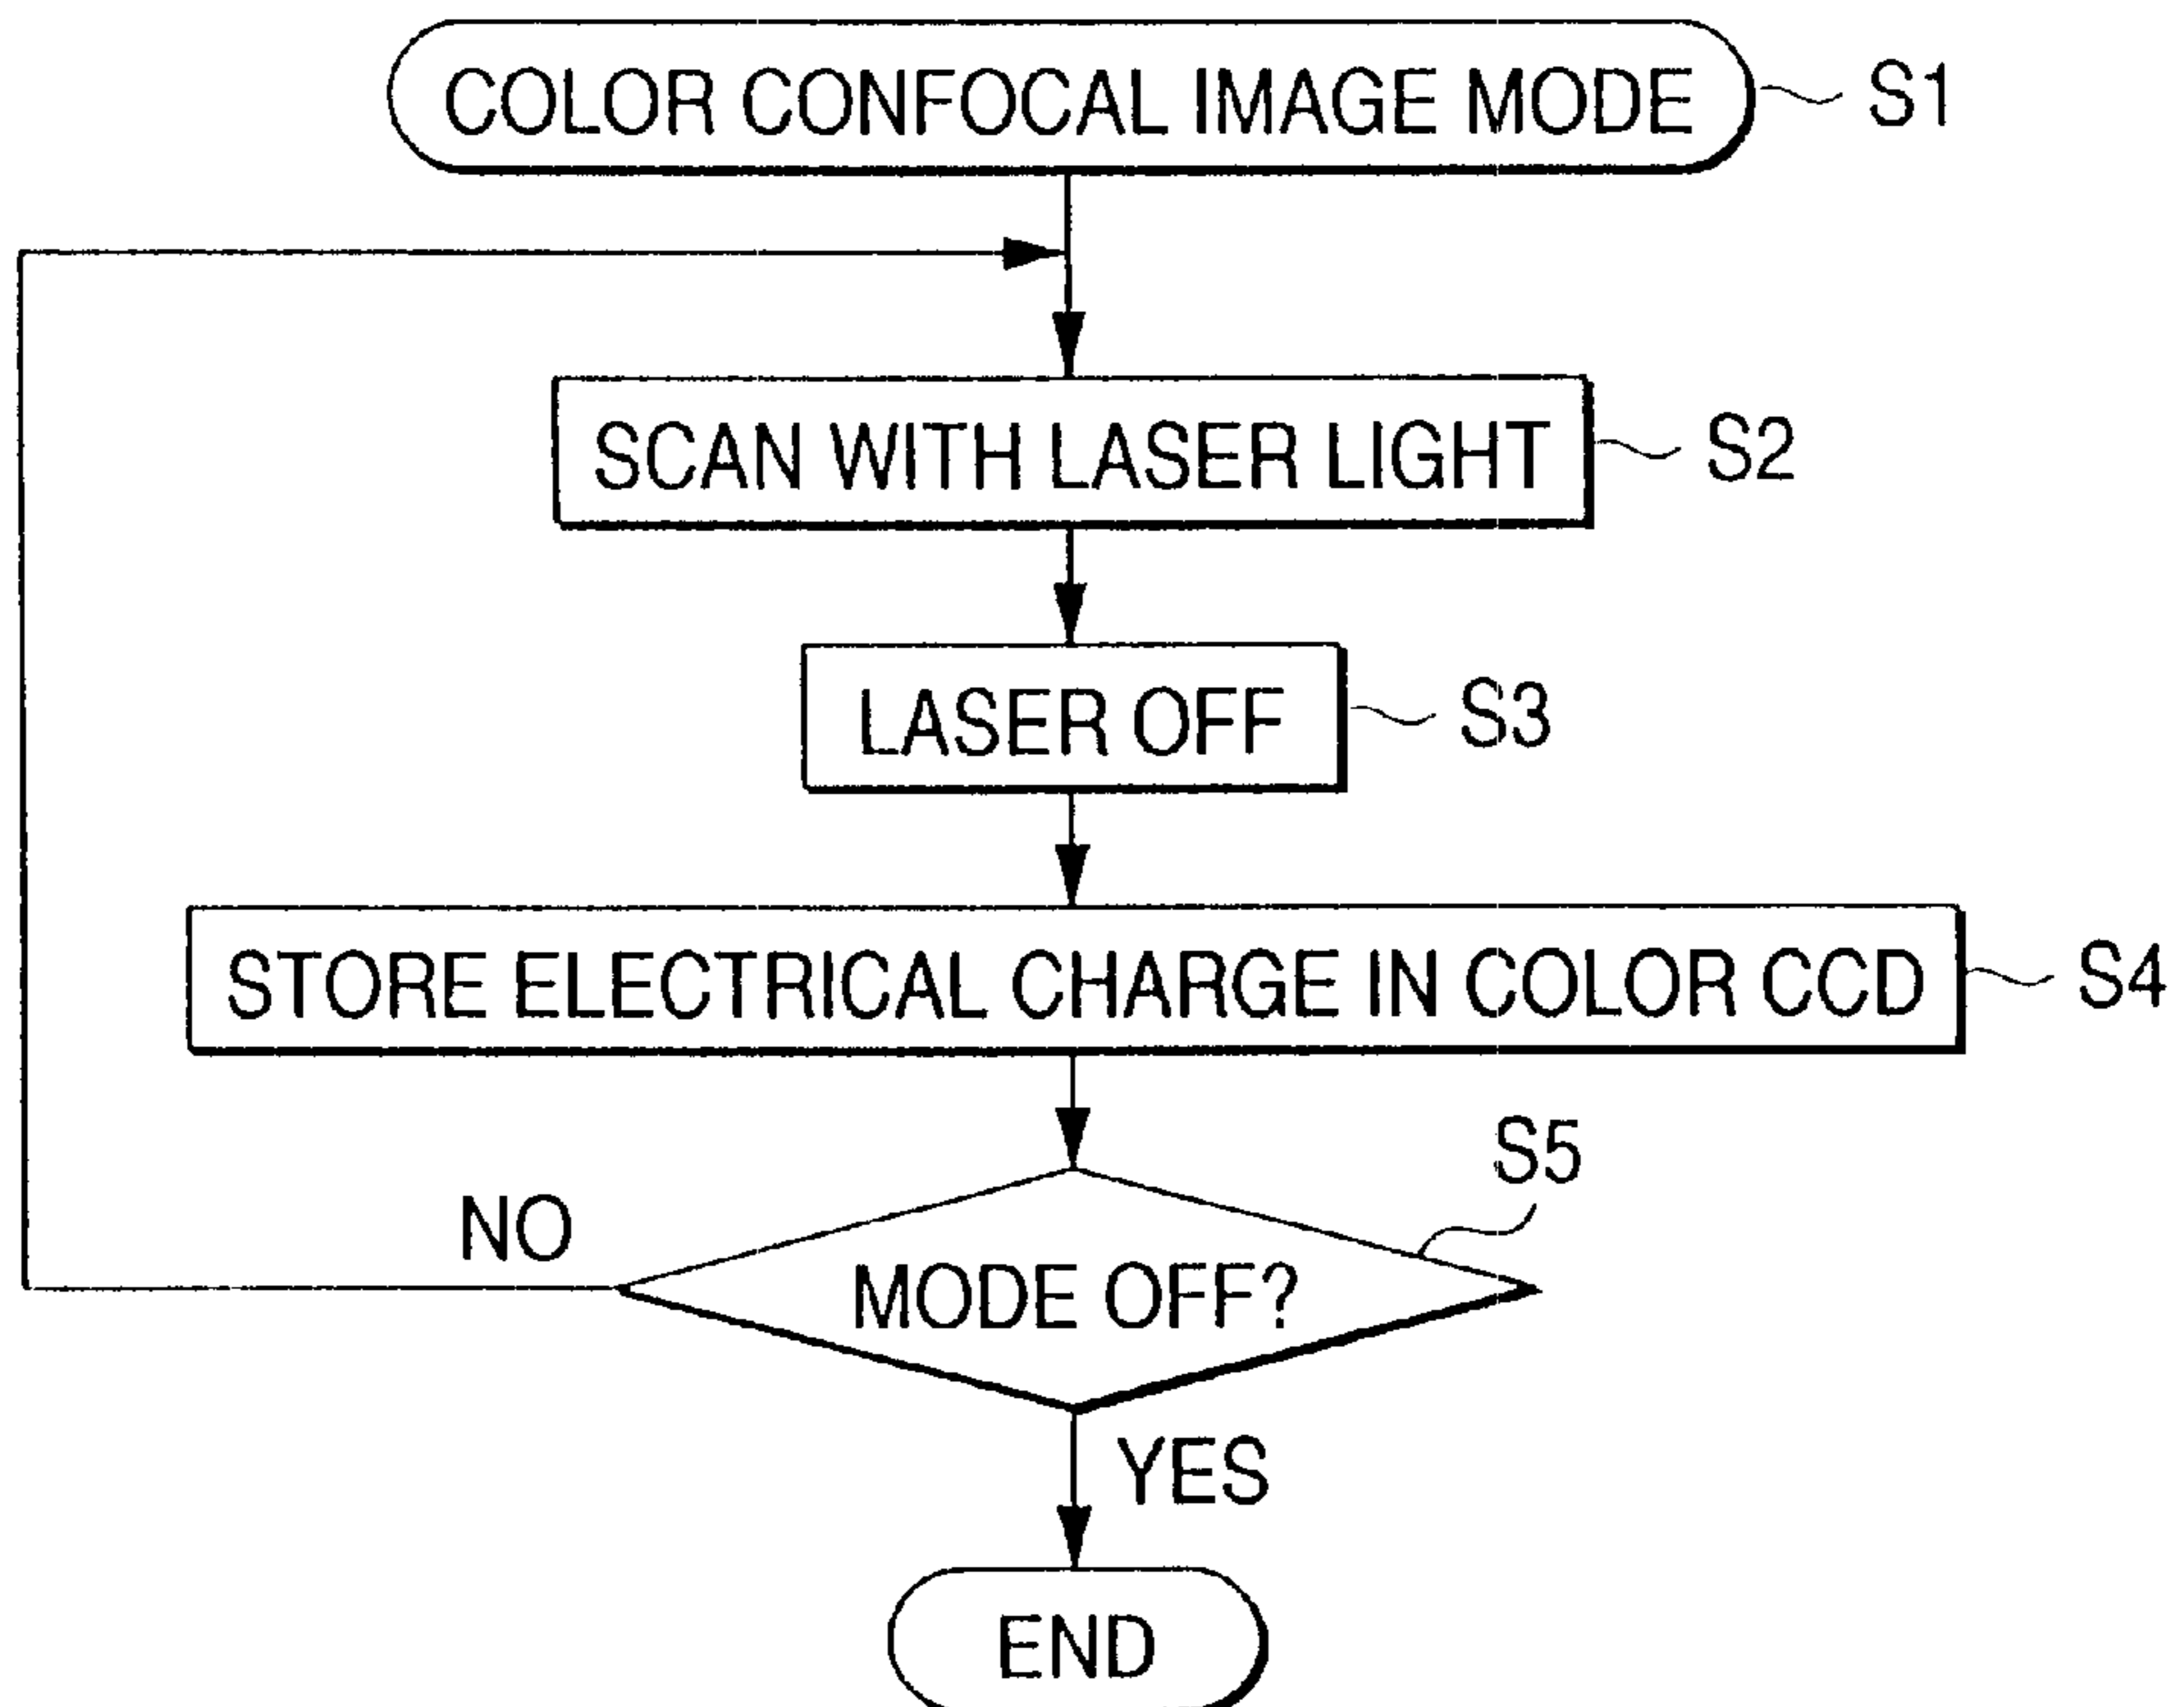 COLOR CONFOCAL IMAGE MODE S1
SCAN WITH LASER LIGHT S2
LASER OFF S3
STORE ELECTRICAL CHARGE IN COLOR CCD S4
S5
NO
MODE OFF?
YES
END